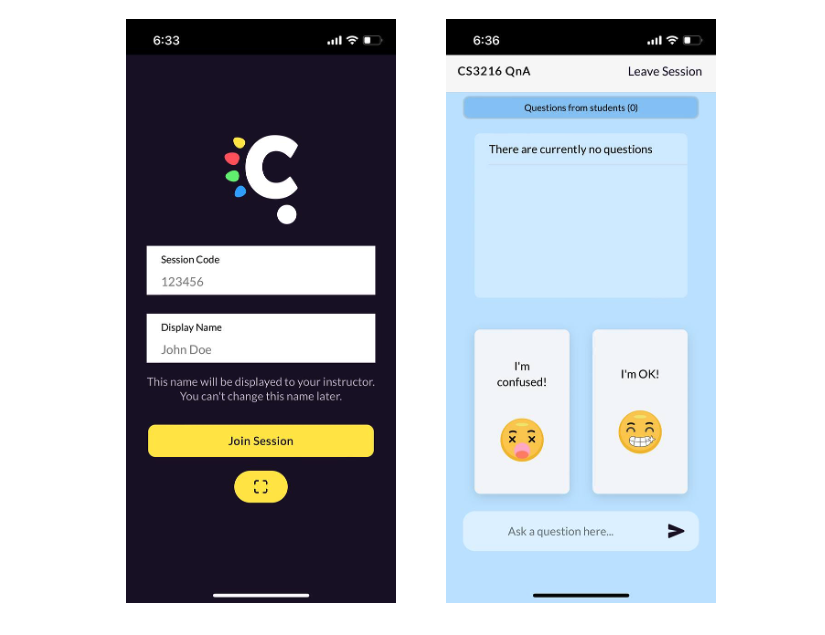 6:33
Session Code
123456
Display Name
John Doe
This name will be displayed to your instructor.
You can't change this name later.
Join Session
6:36
CS3216 QnA
Leave Session
Questions from students (0)
There are currently no questions
I'm
confused!
I'm OK!
Ask a question here...